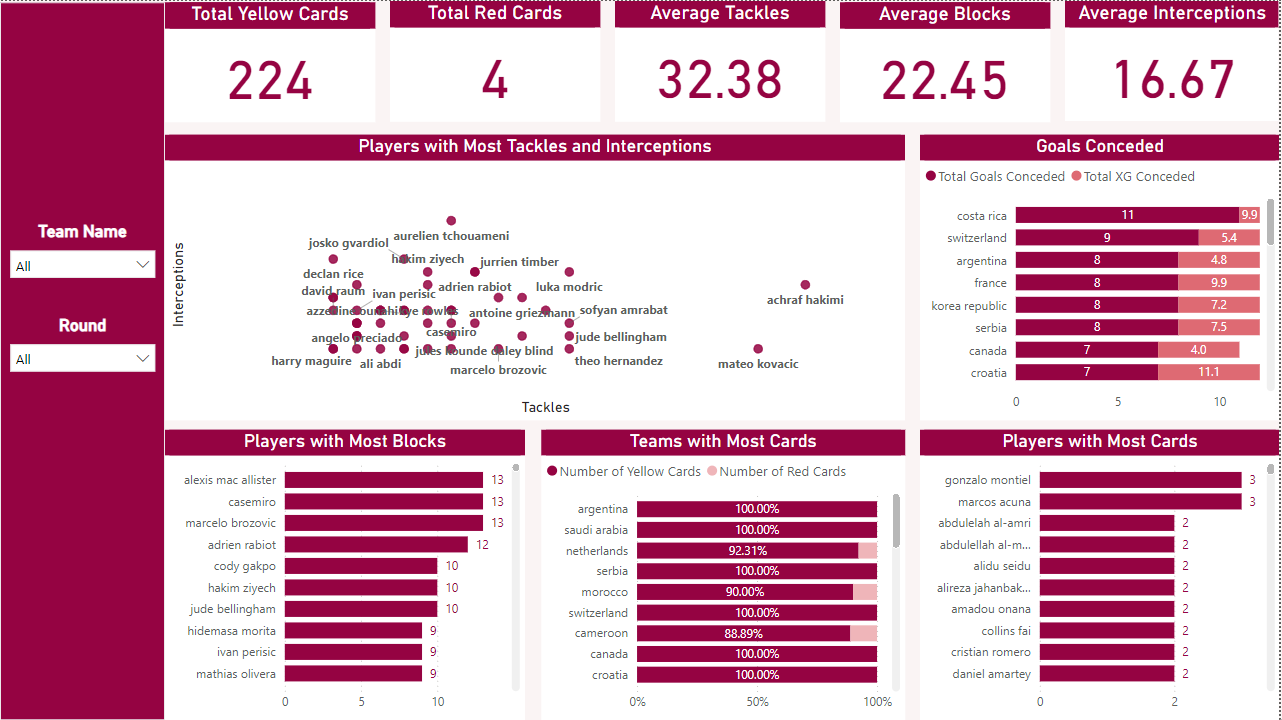 Total Yellow Cards
224
Total Red Cards
4
Average Tackles
32.38
Average Blocks
22.45
Average Interceptions
16.67
Team Name
All
Round
All
Players with Most Tackles and Interceptions
Interceptions
aurelien tchouameni
josko gvardiol
hakim ziyech
jurrien timber
declan rice
adrien rabiot
luka modric
david raum
ivan perisic
achraf hakimi
antoine griezmann
sofyan amrabat
casemiro
angelo preciado
jude bellingham
jules kounde
daley blind
harry maguire
ali abdi
marcelo brozovic
theo hernandez
mateo kovacic
Tackles
Goals Conceded
Total Goals Conceded Total XG Conceded
costa rica 11 9.9
switzerland 9 5.4
argentina 8 4.8
france 8 9.9
korea republic 8 7.2
serbia 8 7.5
canada 7 4.0
croatia 7 11.1
0 5 10
Players with Most Blocks
alexis mac allister 13
casemiro 13
marcelo brozovic 13
adrien rabiot 12
cody gakpo 10
hakim ziyech 10
jude bellingham 10
hidemasa morita 9
ivan perisic 9
mathias olivera 9
0 5 10
Teams with Most Cards
Number of Yellow Cards Number of Red Cards
argentina 100.00%
saudi arabia 100.00%
netherlands 92.31%
serbia 100.00%
morocco 90.00%
switzerland 100.00%
cameroon 88.89%
canada 100.00%
croatia 100.00%
0% 50% 100%
Players with Most Cards
gonzalo montiel 3
marcos acuna 3
abdulelah al-amri 2
abdulellah al-m... 2
alidu seidu 2
alireza jahanbak... 2
amadou onana 2
collins fai 2
cristian romero 2
daniel amartey 2
0 2